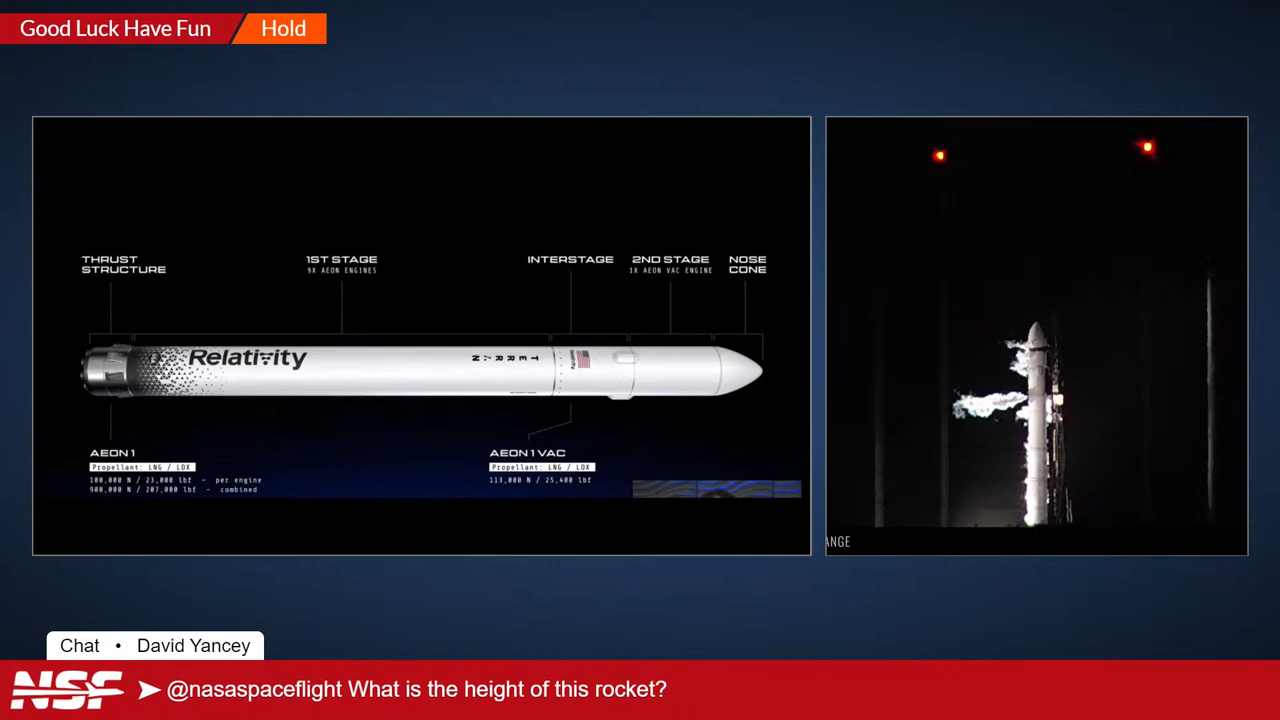 Good Luck Have Fun
Hold
THRUST
STRUCTURE
1ST STAGE
9X AEON ENGINES
INTERSTAGE
2ND STAGE
1X AEON VAC ENGINE
NOSE
CONE
Relativity
TERRAN
AEON 1
Propellant: LNG / LOX
100,000 N / 23,000 lbf - per engine
900,000 N / 207,000 lbf - combined
AEON 1 VAC
Propellant: LNG / LOX
113,000 N / 25,400 lbf
ANGE
Chat • David Yancey
NSF
@nasaspaceflight What is the height of this rocket?